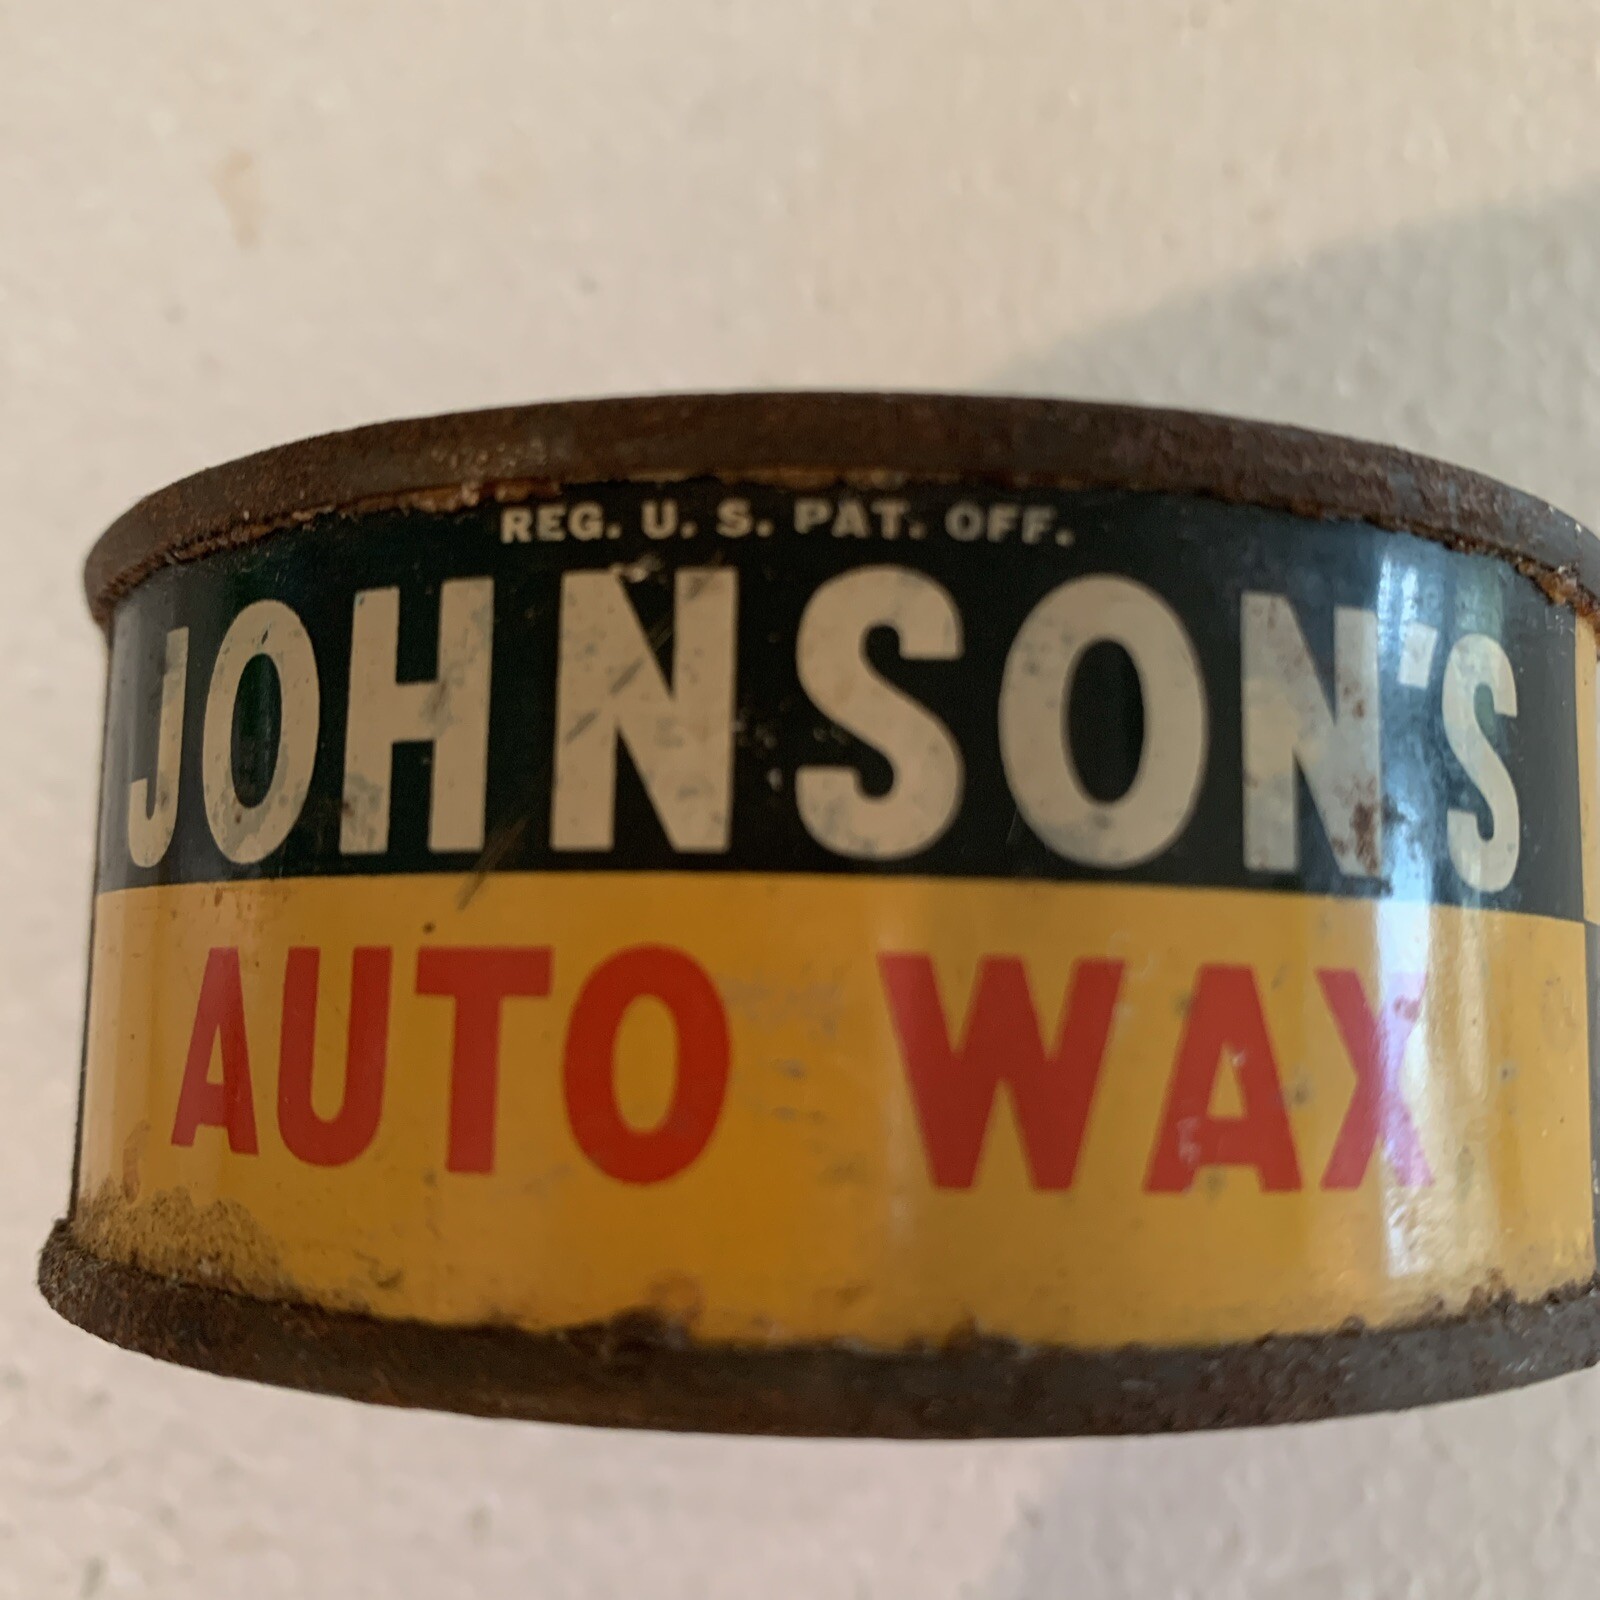 REG. U. S. PAT. OFF.
JOHNSON'S
AUTO WAX